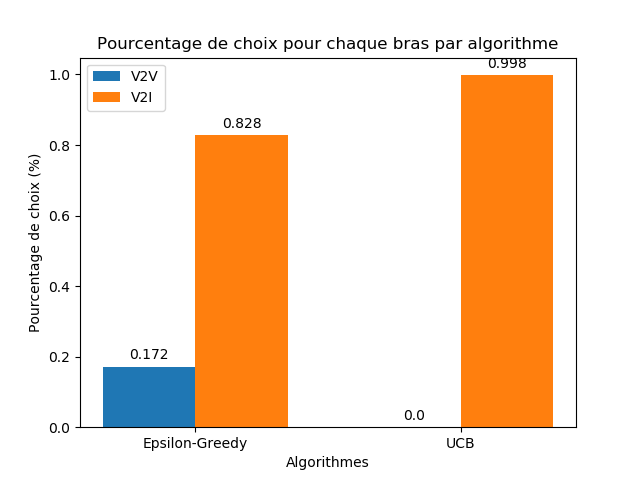 Pourcentage de choix pour chaque bras par algorithme
V2V
V2I
Pourcentage de choix (%)
1.0
0.8
0.6
0.4
0.2
0.0
0.172
0.828
0.0
0.998
Epsilon-Greedy
UCB
Algorithmes